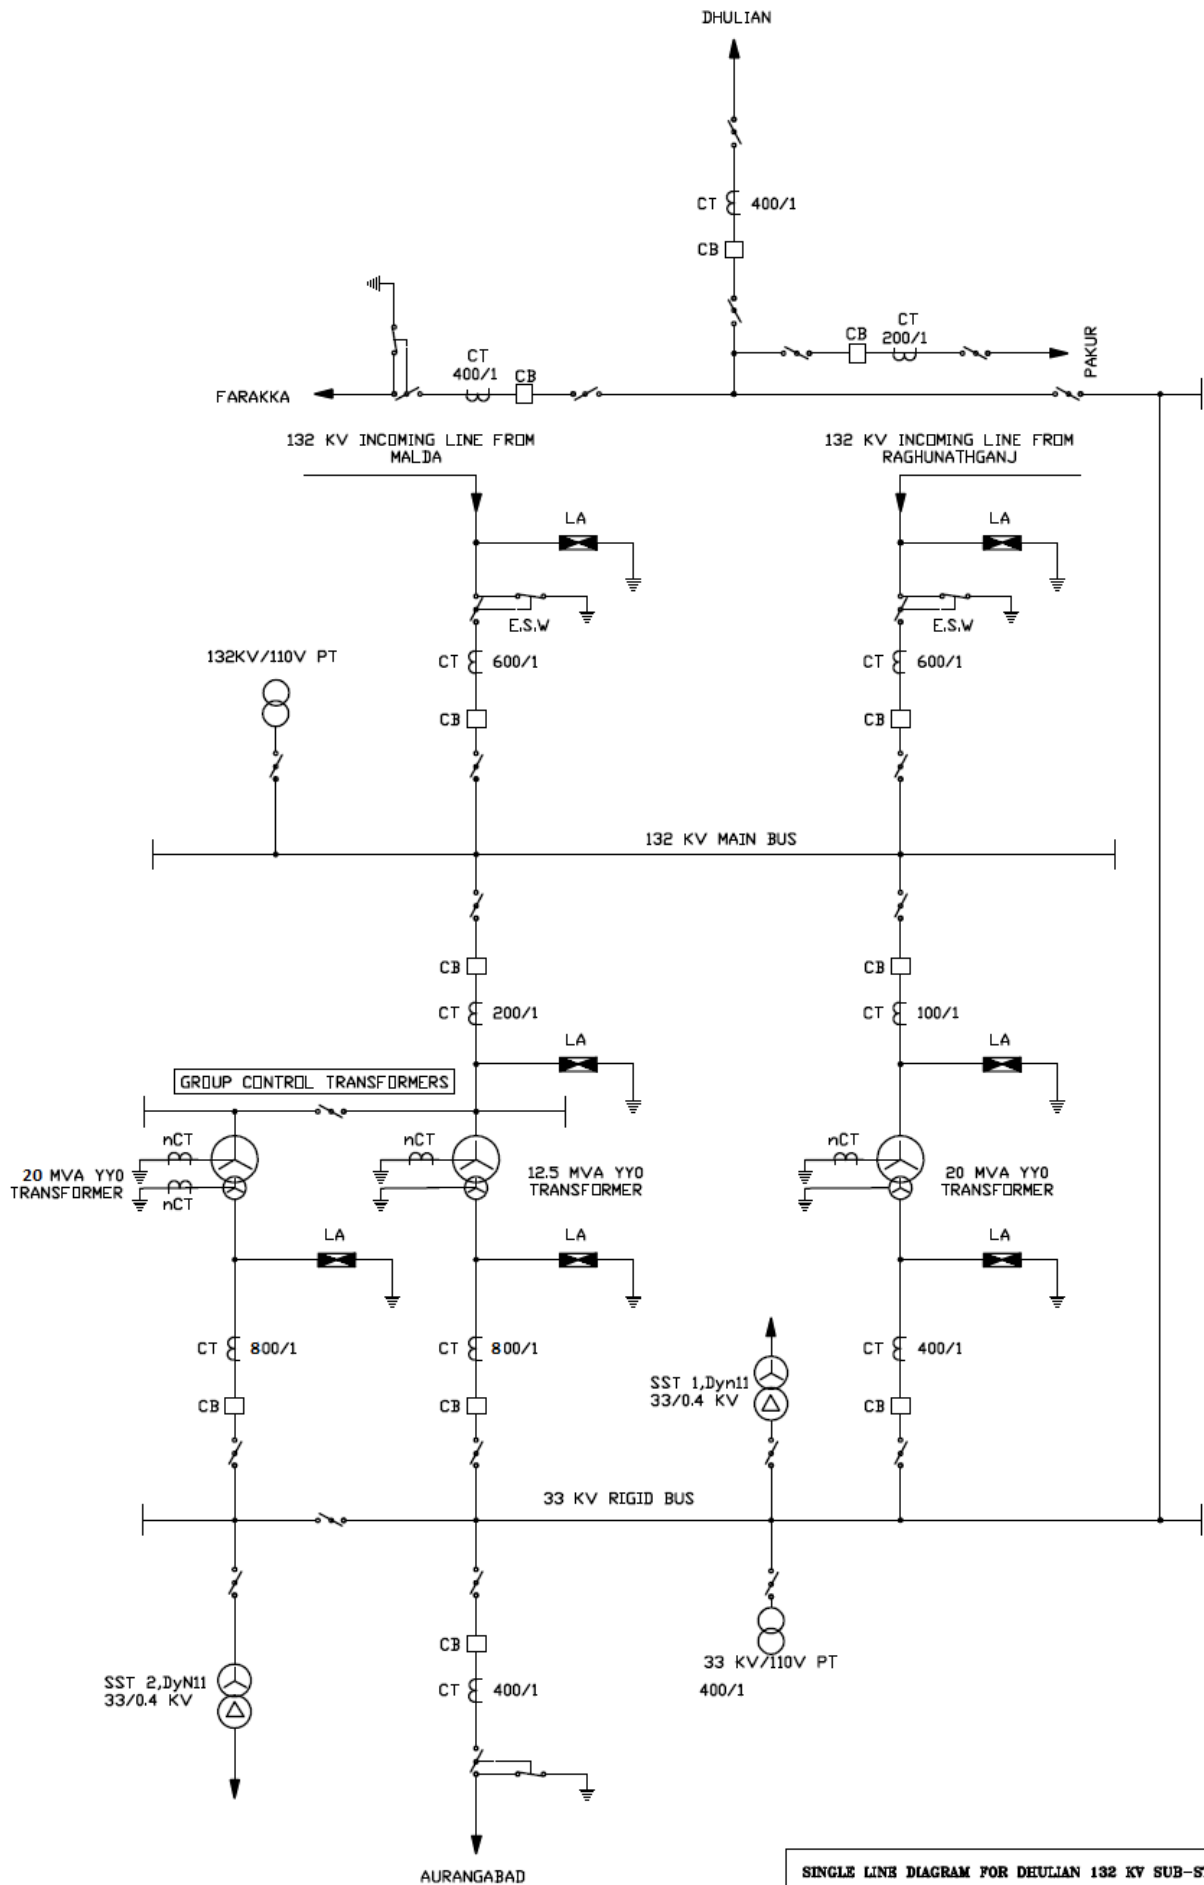 DHULIAN
CT 400/1
CB
CT
CB 200/1
PAKUR
CT
400/1 CB
FARAKKA
132 KV INCOMING LINE FROM
MALDA
132 KV INCOMING LINE FROM
RAGHUNATHGANJ
LA
LA
E.S.W
E.S.W
132KV/110V PT
CT 600/1
CT 600/1
CB
CB
132 KV MAIN BUS
CB
CB
CT 200/1
CT 100/1
LA
LA
GROUP CONTROL TRANSFORMERS
nCT
nCT
nCT
20 MVA YY0
TRANSFORMER
nCT
12.5 MVA YY0
TRANSFORMER
20 MVA YY0
TRANSFORMER
LA
LA
LA
CT 800/1
CT 800/1
CT 400/1
SST 1,Dyn11
33/0.4 KV
CB
CB
CB
33 KV RIGID BUS
CB
33 KV/110V PT
SST 2,DyN11
33/0.4 KV
CT 400/1
400/1
AURANGABAD
SINGLE LINE DIAGRAM FOR DHULIAN 132 KV